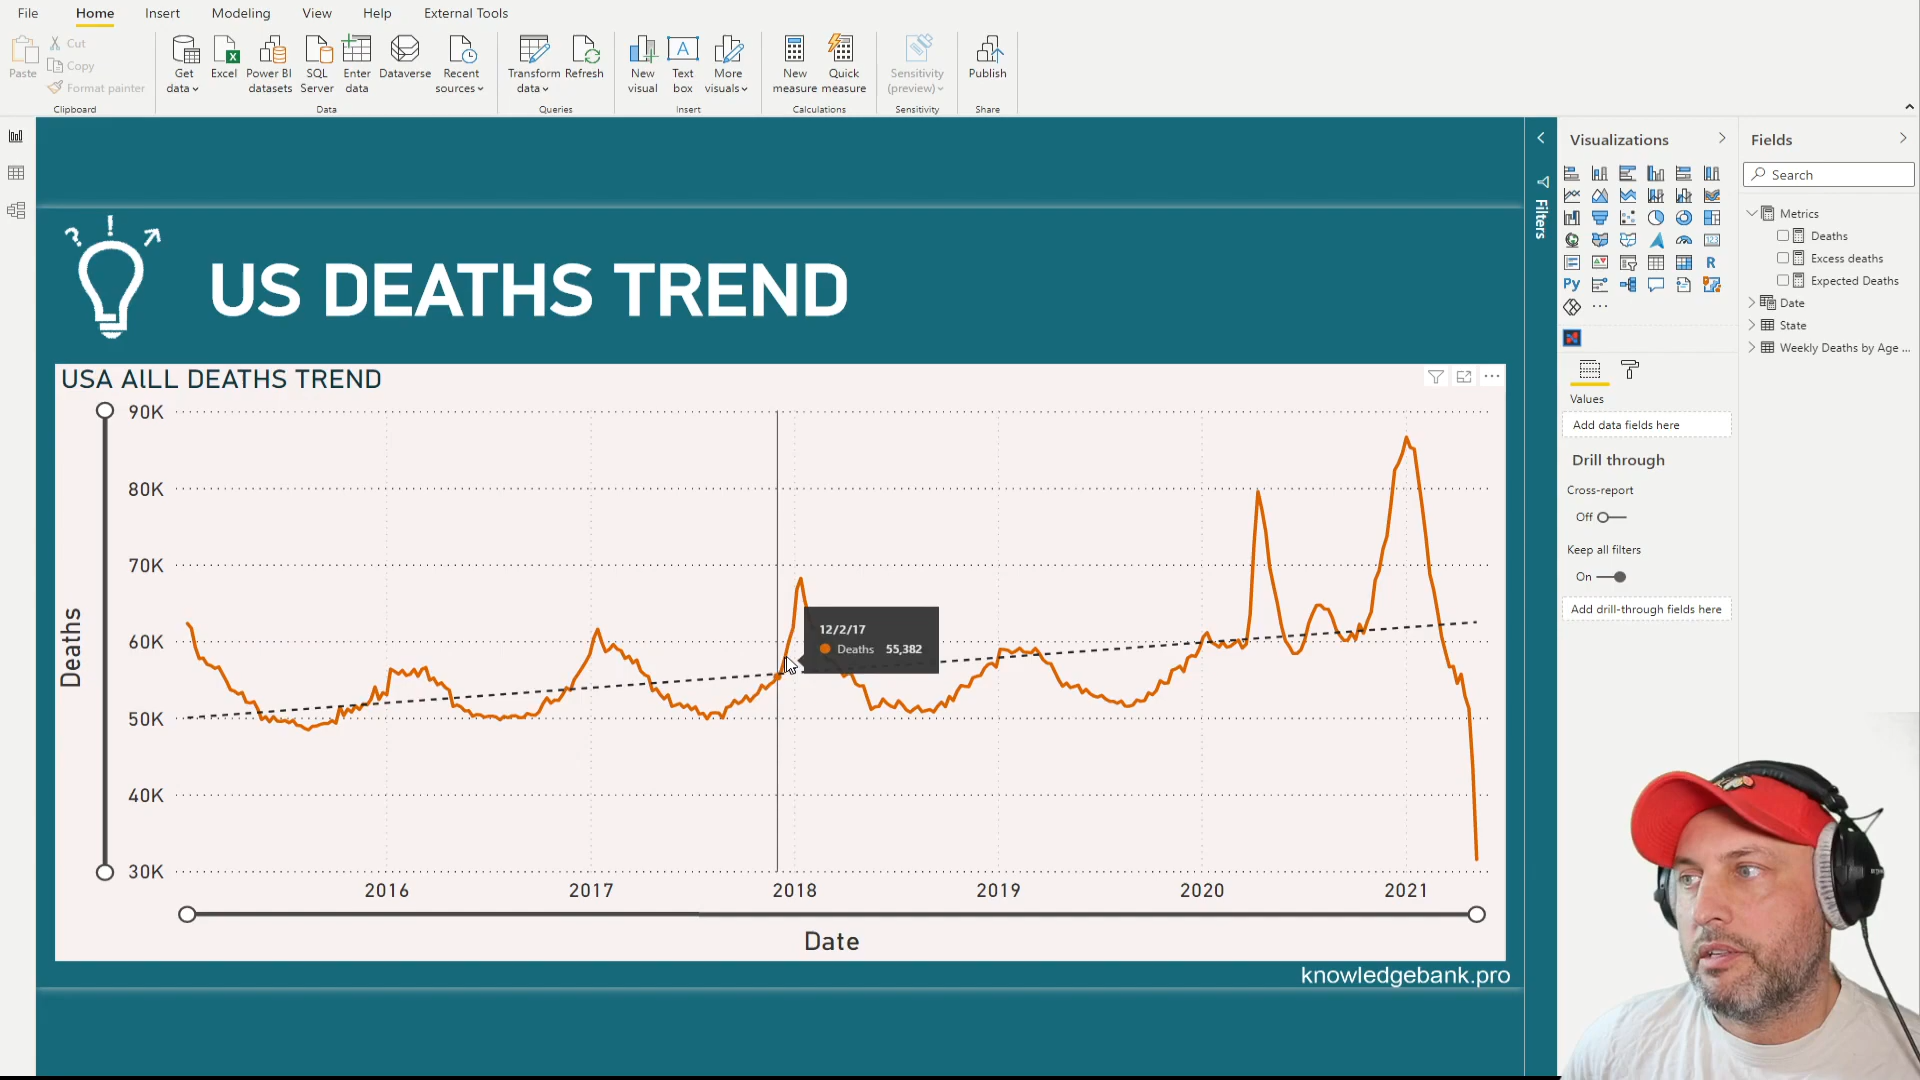 File Home Insert Modeling View Help External Tools
Paste Cut
Copy
Format painter
Clipboard
Get data Excel Power BI datasets SQL Server Enter data Dataverse Recent sources
Data
Transform data Refresh
Queries
New visual Text box More visuals
Insert
New measure Quick measure
Calculations
Sensitivity (preview)
Sensitivity
Publish
Share
US DEATHS TREND
USA AlLL DEATHS TREND
90K
80K
70K
60K
50K
40K
30K
Deaths
12/2/17
Deaths 55,382
2016 2017 2018 2019 2020 2021
Date
knowledgebank.pro
Filters
Visualizations
R
Py
Values
Add data fields here
Drill through
Cross-report
Off
Keep all filters
On
Add drill-through fields here
Fields
Search
Metrics
Deaths
Excess deaths
Expected Deaths
Date
State
Weekly Deaths by Age ...